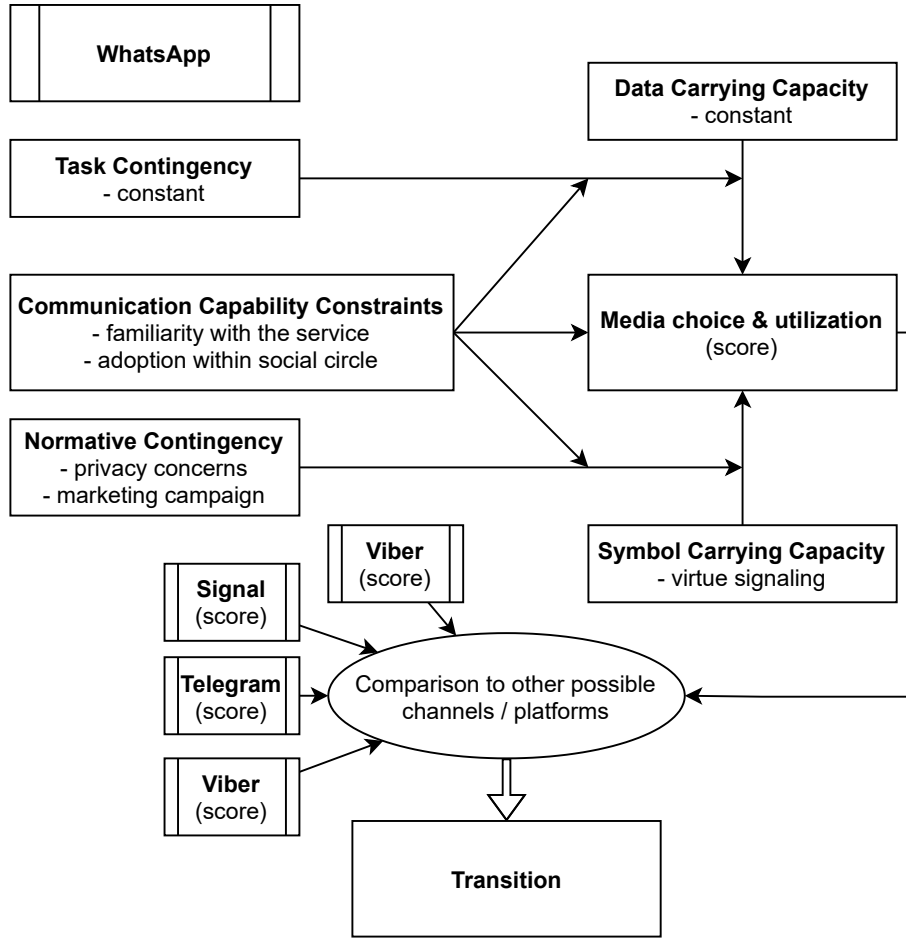 WhatsApp
Data Carrying Capacity
- constant
Task Contingency
- constant
Communication Capability Constraints
- familiarity with the service
- adoption within social circle
Media choice & utilization
(score)
Normative Contingency
- privacy concerns
- marketing campaign
Symbol Carrying Capacity
- virtue signaling
Viber
(score)
Signal
(score)
Telegram
(score)
Viber
(score)
Comparison to other possible
channels / platforms
Transition